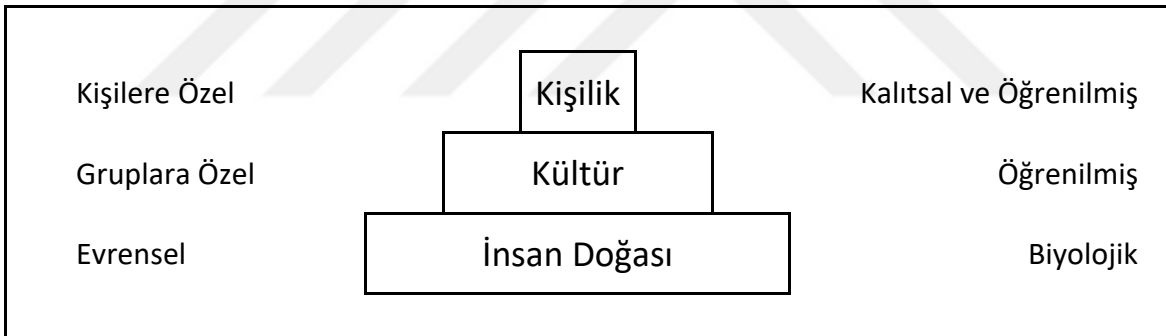 Kişilere Özel Kişilik Kalıtsal ve Öğrenilmiş
Gruplara Özel Kültür Öğrenilmiş
Evrensel İnsan Doğası Biyolojik